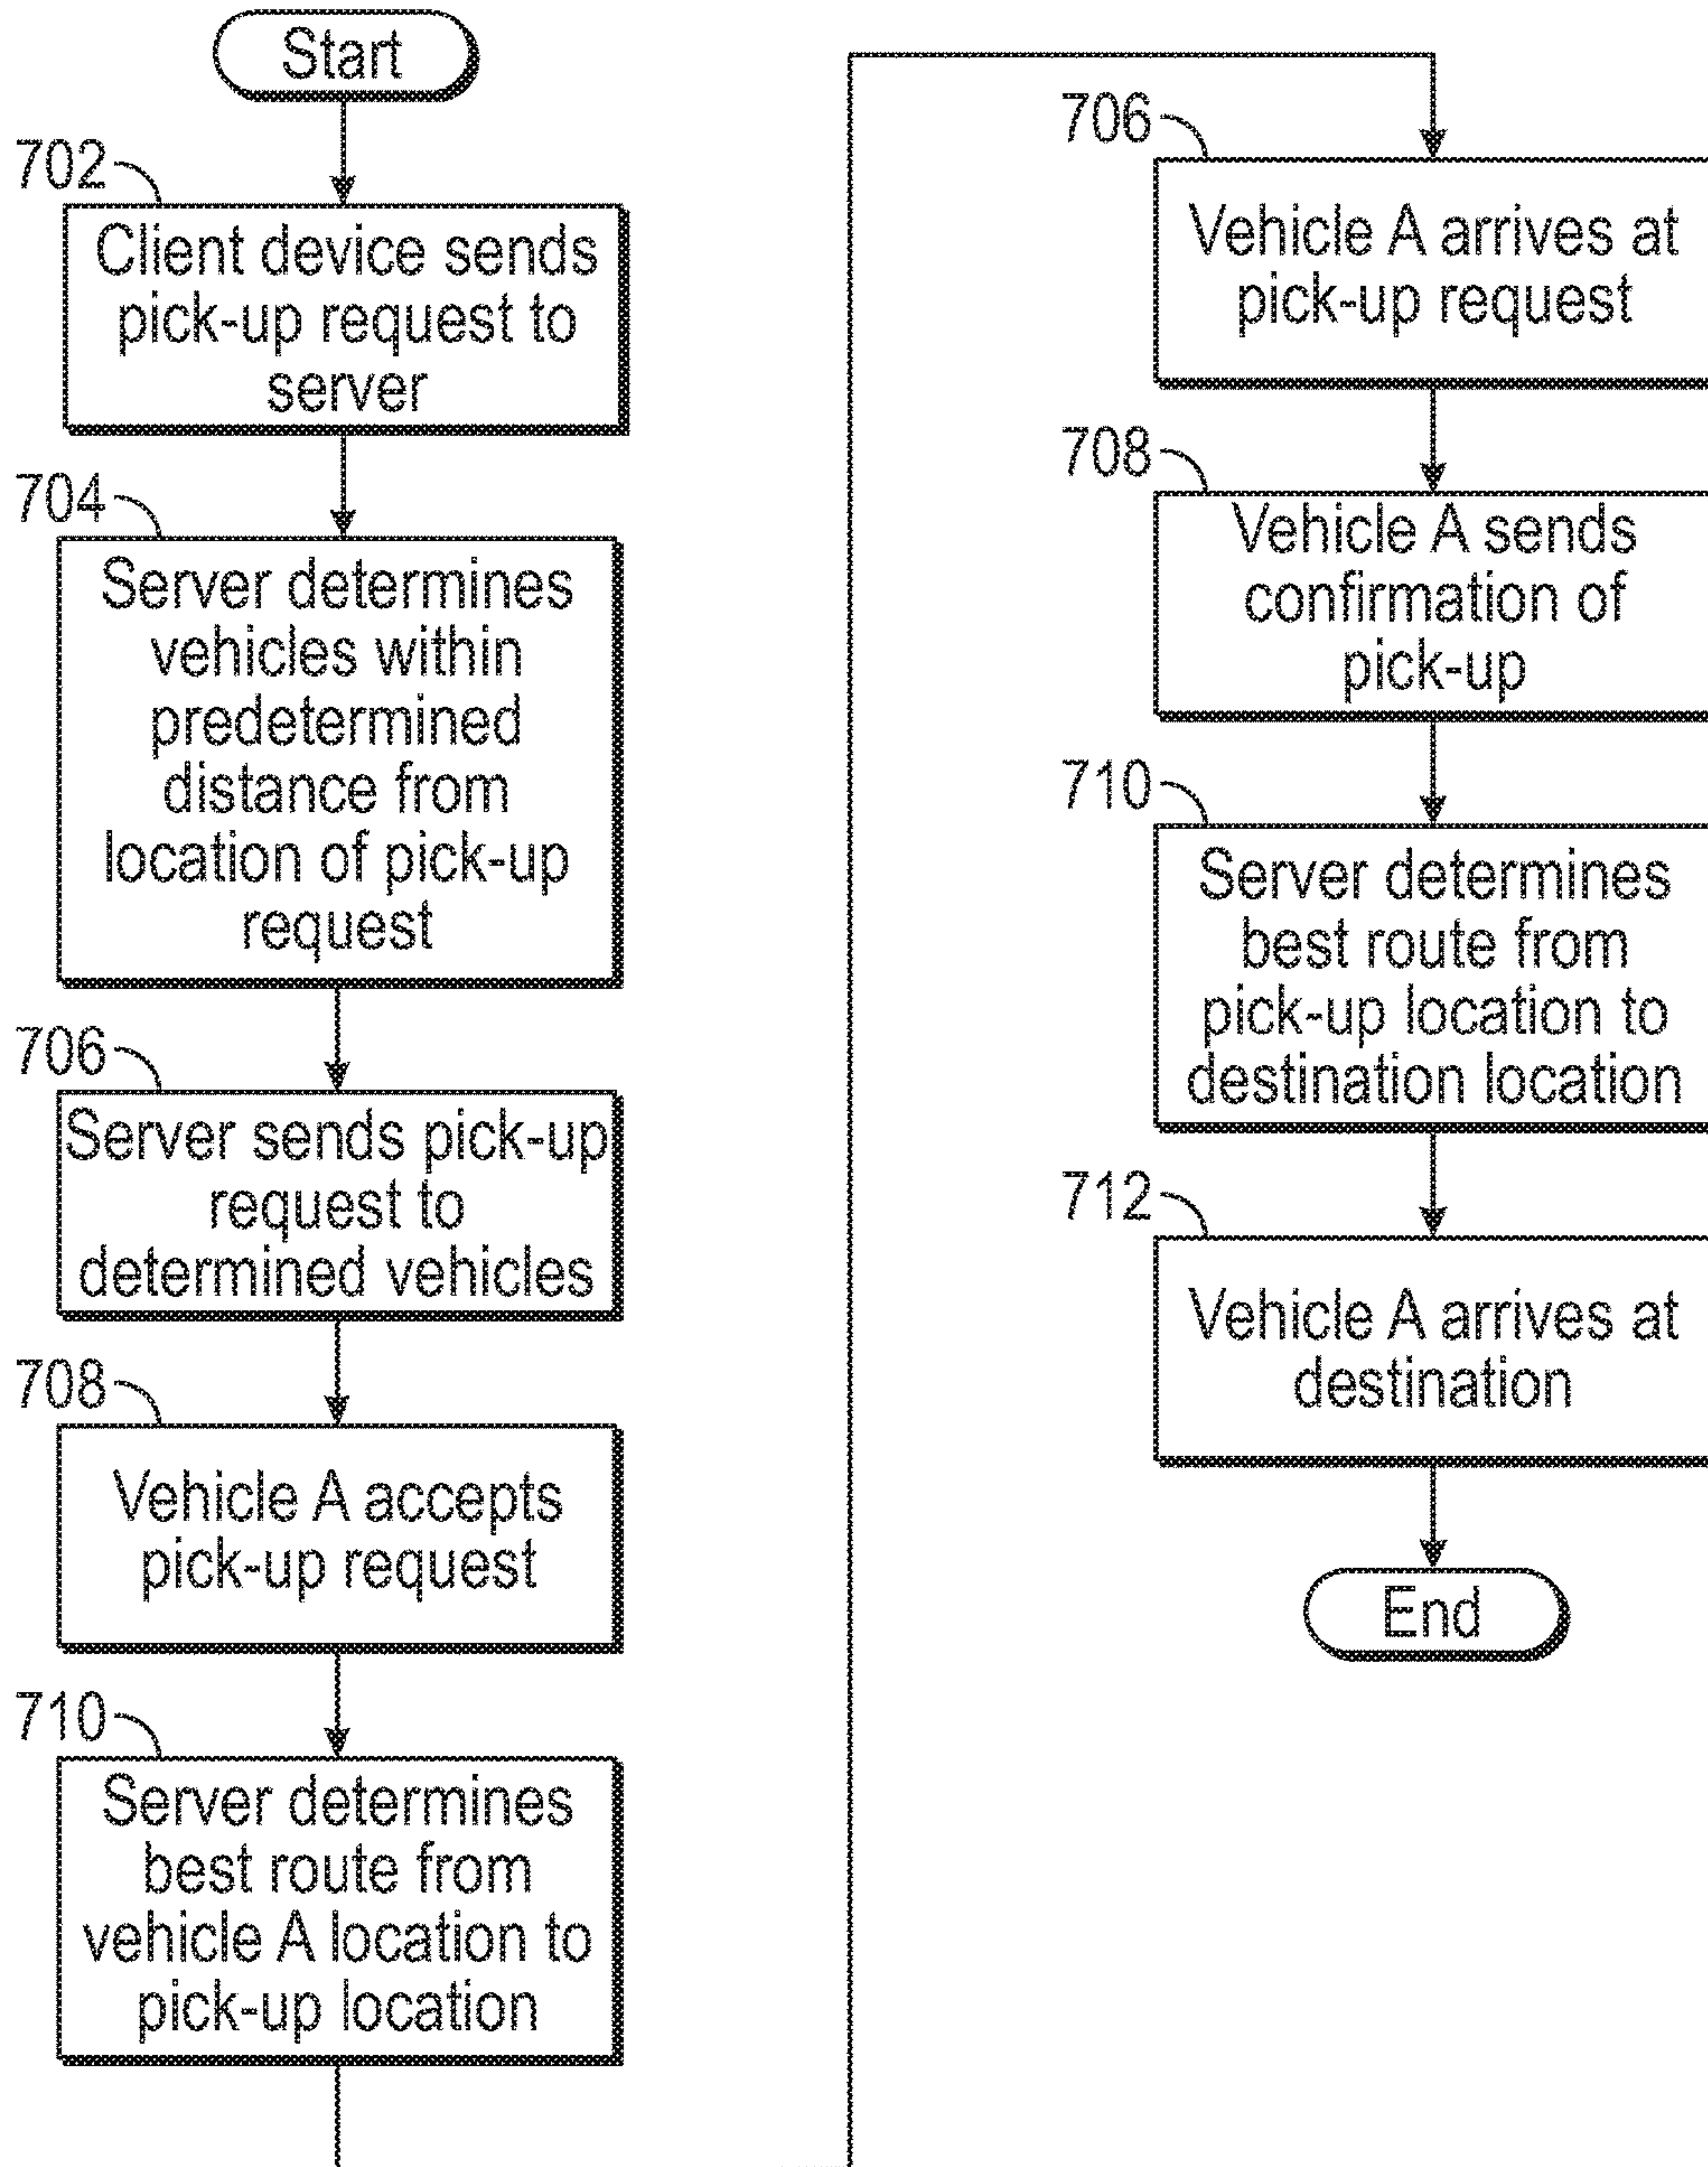 Start
702
Client device sends
pick-up request to
server
704
Server determines
vehicles within
predetermined
distance from
location of pick-up
request
706
Server sends pick-up
request to
determined vehicles
708
Vehicle A accepts
pick-up request
710
Server determines
best route from
vehicle A location to
pick-up location
706
Vehicle A arrives at
pick-up request
708
Vehicle A sends
confirmation of
pick-up
710
Server determines
best route from
pick-up location to
destination location
712
Vehicle A arrives at
destination
End